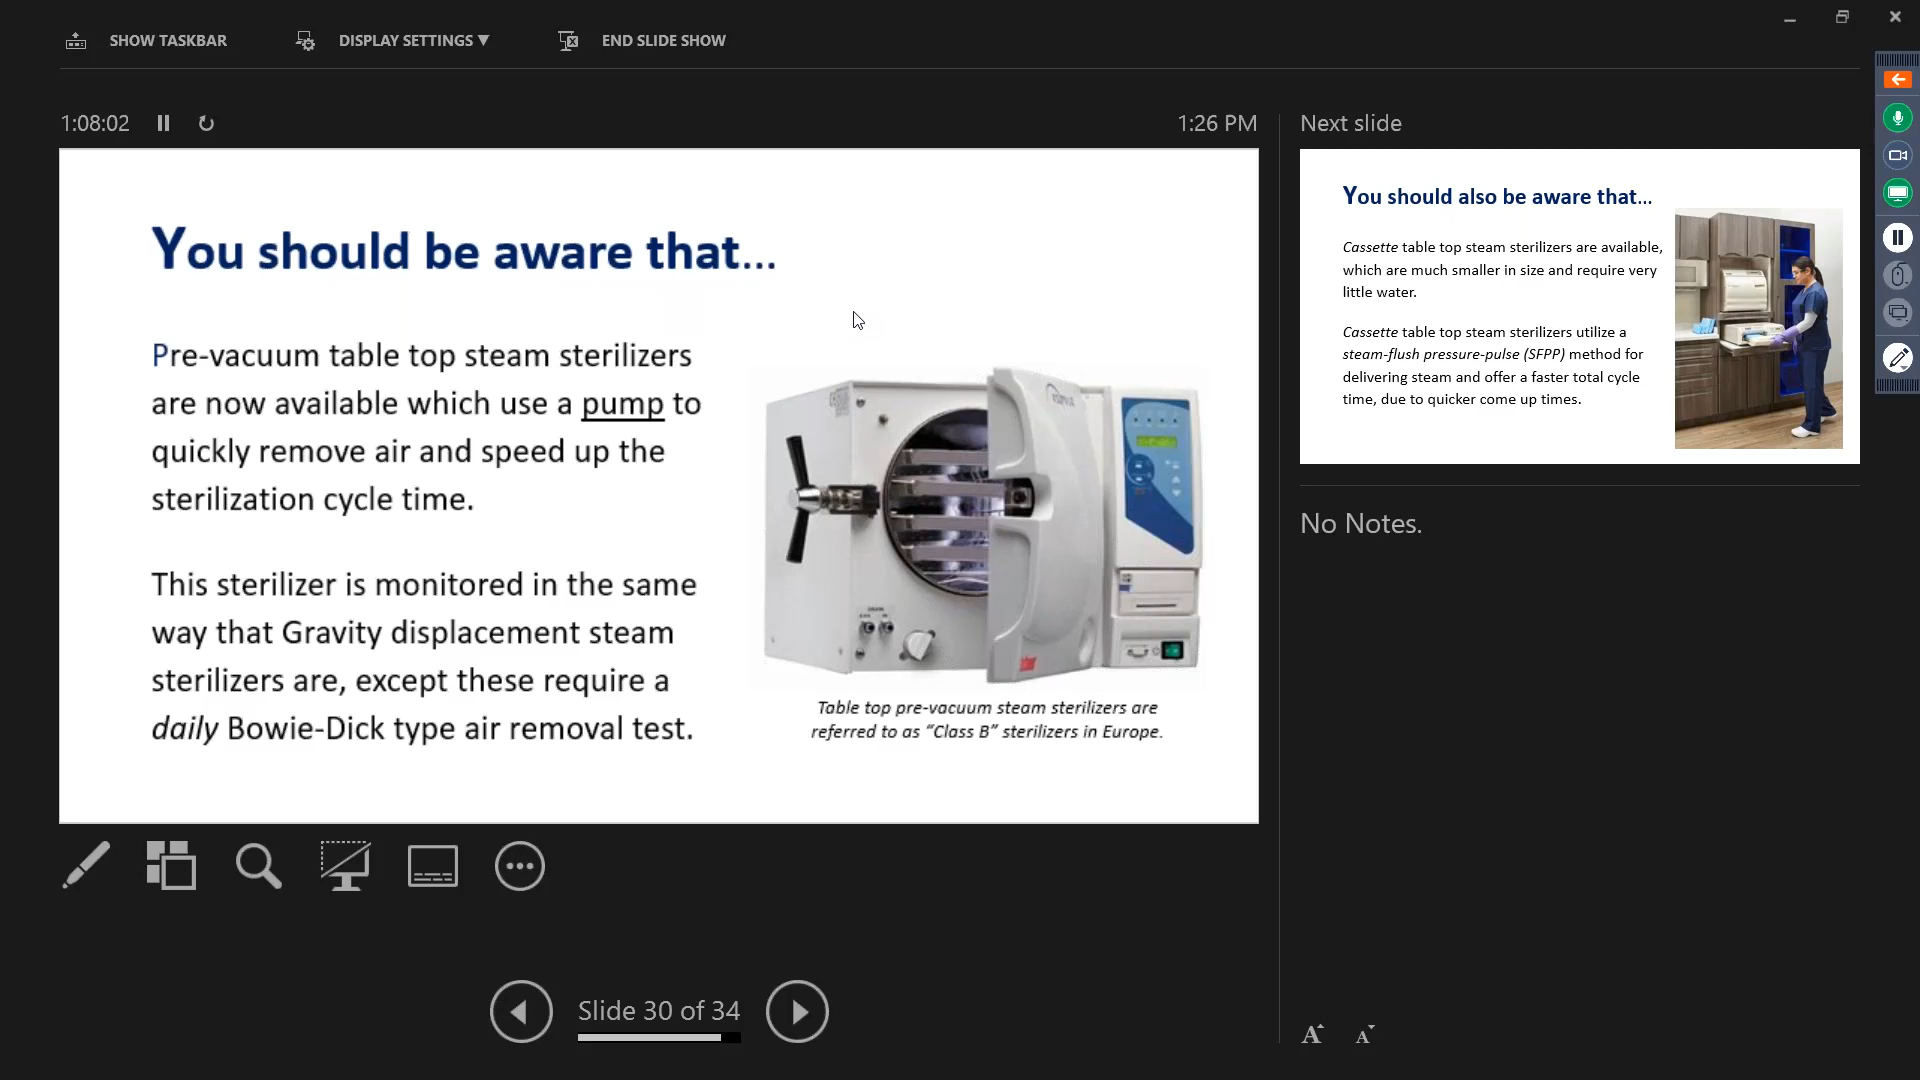 SHOW TASKBAR
DISPLAY SETTINGS ▼
END SLIDE SHOW
1:08:02
1:26 PM
Next slide
You should be aware that...
Pre-vacuum table top steam sterilizers
are now available which use a pump to
quickly remove air and speed up the
sterilization cycle time.
This sterilizer is monitored in the same
way that Gravity displacement steam
sterilizers are, except these require a
daily Bowie-Dick type air removal test.
Table top pre-vacuum steam sterilizers are
referred to as “Class B” sterilizers in Europe.
You should also be aware that...
Cassette table top steam sterilizers are available,
which are much smaller in size and require very
little water.
Cassette table top steam sterilizers utilize a
steam-flush pressure-pulse (SFPP) method for
delivering steam and offer a faster total cycle
time, due to quicker come up times.
No Notes.
Slide 30 of 34
A A